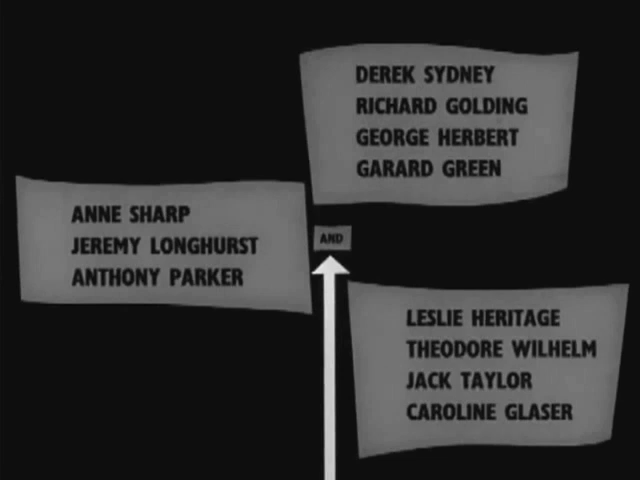 DEREK SYDNEY
RICHARD GOLDING
GEORGE HERBERT
GARARD GREEN
ANNE SHARP
JEREMY LONGHURST
ANTHONY PARKER
AND
LESLIE HERITAGE
THEODORE WILHELM
JACK TAYLOR
CAROLINE GLASER